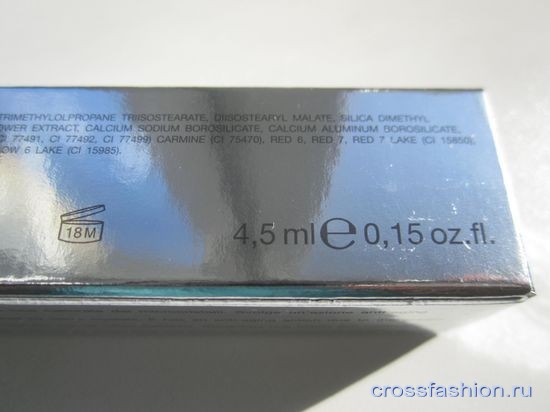 TRIMETHYLOLPROPANE TRIISOSTEARATE, DIISOSTEARYL MALATE, SILICA DIMETHYL
OWER EXTRACT, CALCIUM SODIUM BOROSILICATE, CALCIUM ALUMINUM BOROSILICATE,
CI 77491, CI 77492, CI 77499) CARMINE (CI 75470), RED 6, RED 7, RED 7 LAKE (CI 15850),
OW 6 LAKE (CI 15985).
18M
4,5 ml e 0,15 oz.fl.
crossfashion.ru